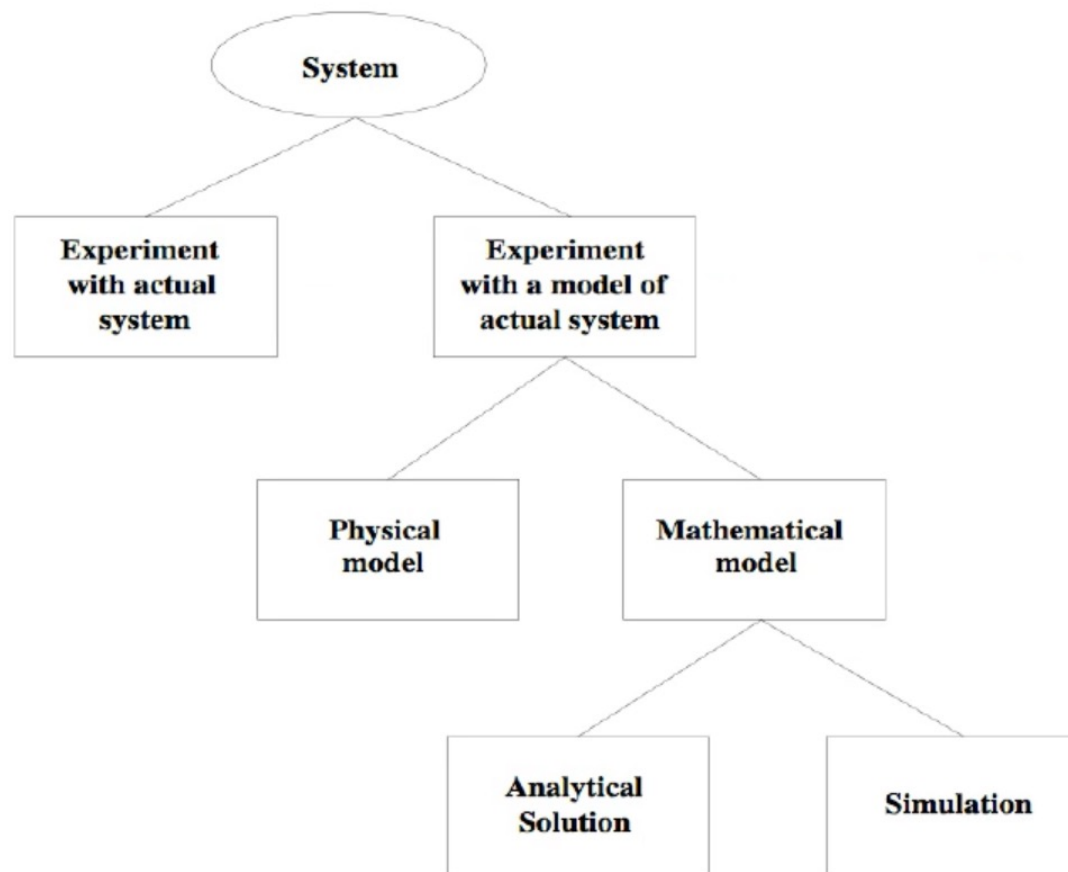 System
Experiment
with actual
system
Experiment
with a model of
actual system
Physical
model
Mathematical
model
Analytical
Solution
Simulation